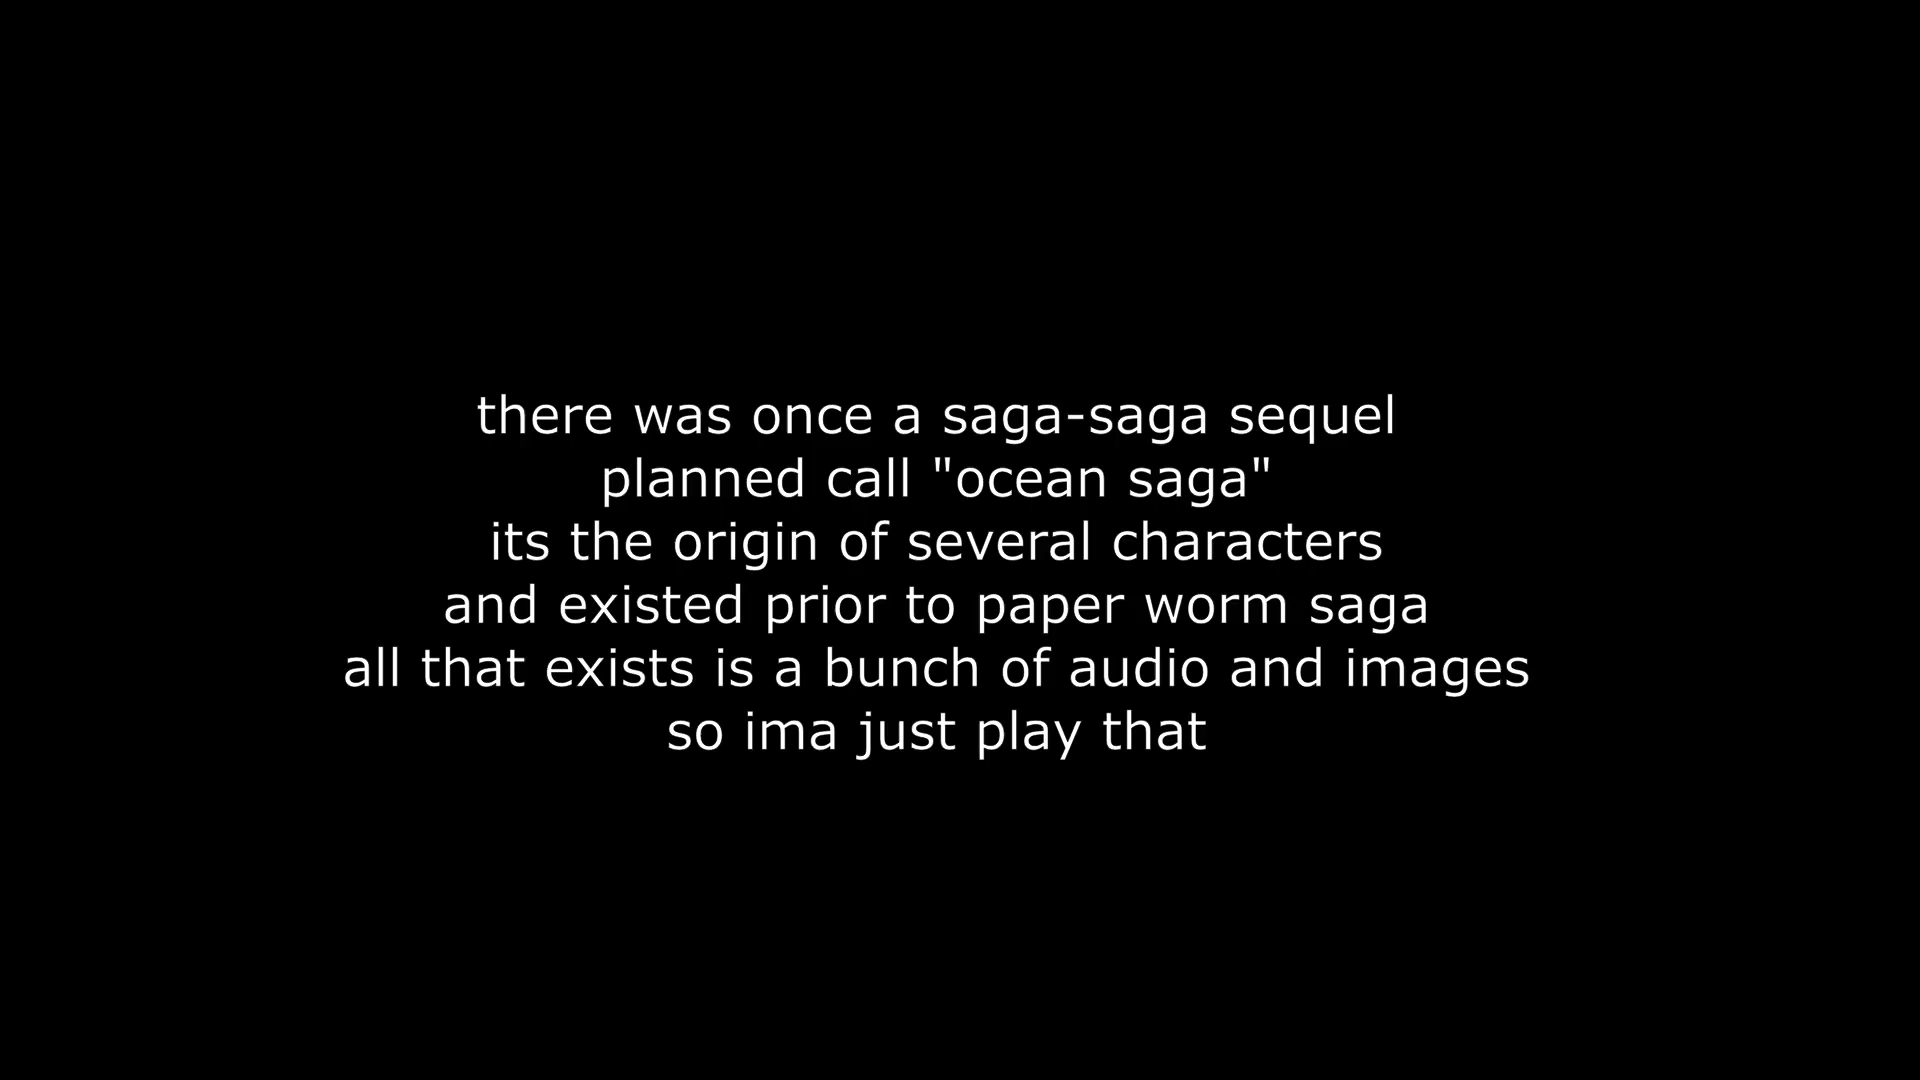 there was once a saga-saga sequel
planned call "ocean saga"
its the origin of several characters
and existed prior to paper worm saga
all that exists is a bunch of audio and images
so ima just play that